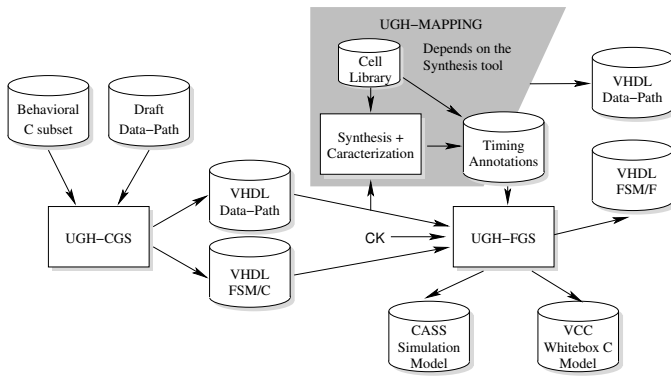 UGH-MAPPING
Depends on the
Synthesis tool
Cell
Library
VHDL
Data-Path
Behavioral
C subset
Draft
Data-Path
Synthesis +
Caracterization
Timing
Annotations
VHDL
FSM/F
VHDL
Data-Path
UGH-CGS
CK
UGH-FGS
VHDL
FSM/C
CASS
Simulation
Model
VCC
Whitebox C
Model